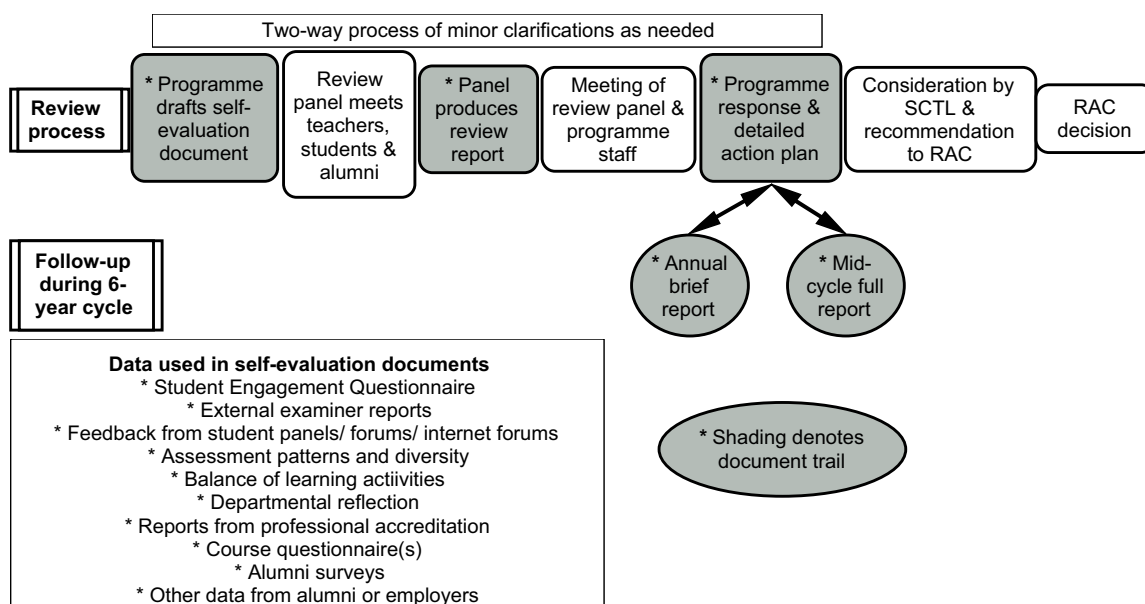 Two-way process of minor clarifications as needed
Review
process
* Programme
drafts self-
evaluation
document
Review
panel meets
teachers,
students &
alumni
* Panel
produces
review
report
Meeting of
review panel &
programme
staff
* Programme
response &
detailed
action plan
Consideration by
SCTL &
recommendation
to RAC
RAC
decision
Follow-up
during 6-
year cycle
* Annual
brief
report
* Mid-
cycle full
report
Data used in self-evaluation documents
* Student Engagement Questionnaire
* External examiner reports
* Feedback from student panels/ forums/ internet forums
* Assessment patterns and diversity
* Balance of learning actiivities
* Departmental reflection
* Reports from professional accreditation
* Course questionnaire(s)
* Alumni surveys
* Other data from alumni or employers
* Shading denotes
document trail